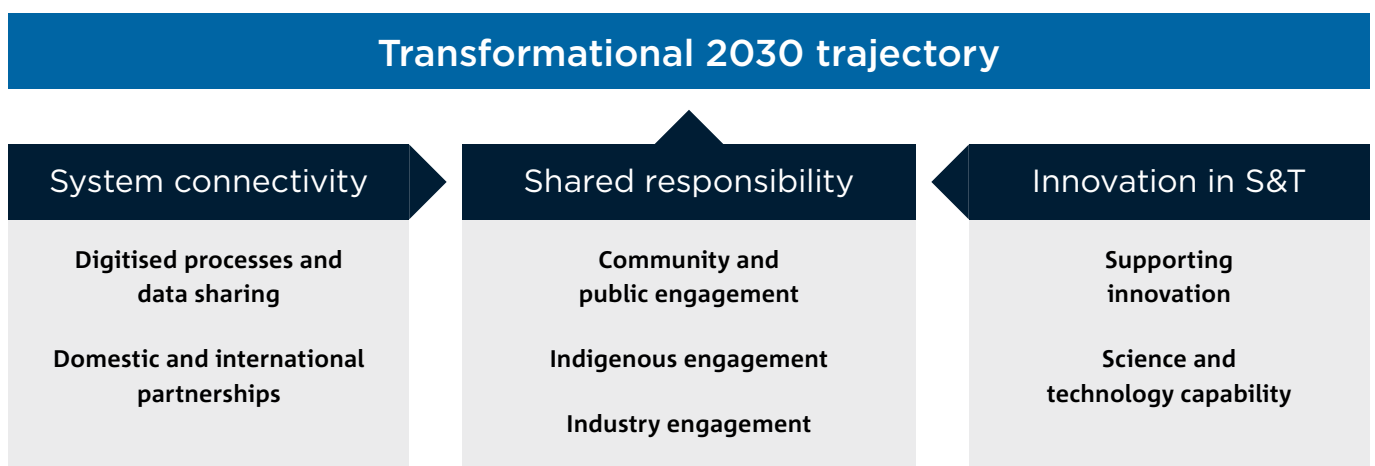 Transformational 2030 trajectory
System connectivity
Digitised processes and
data sharing
Domestic and international
partnerships
Shared responsibility
Community and
public engagement
Indigenous engagement
Industry engagement
Innovation in S&T
Supporting
innovation
Science and
technology capability